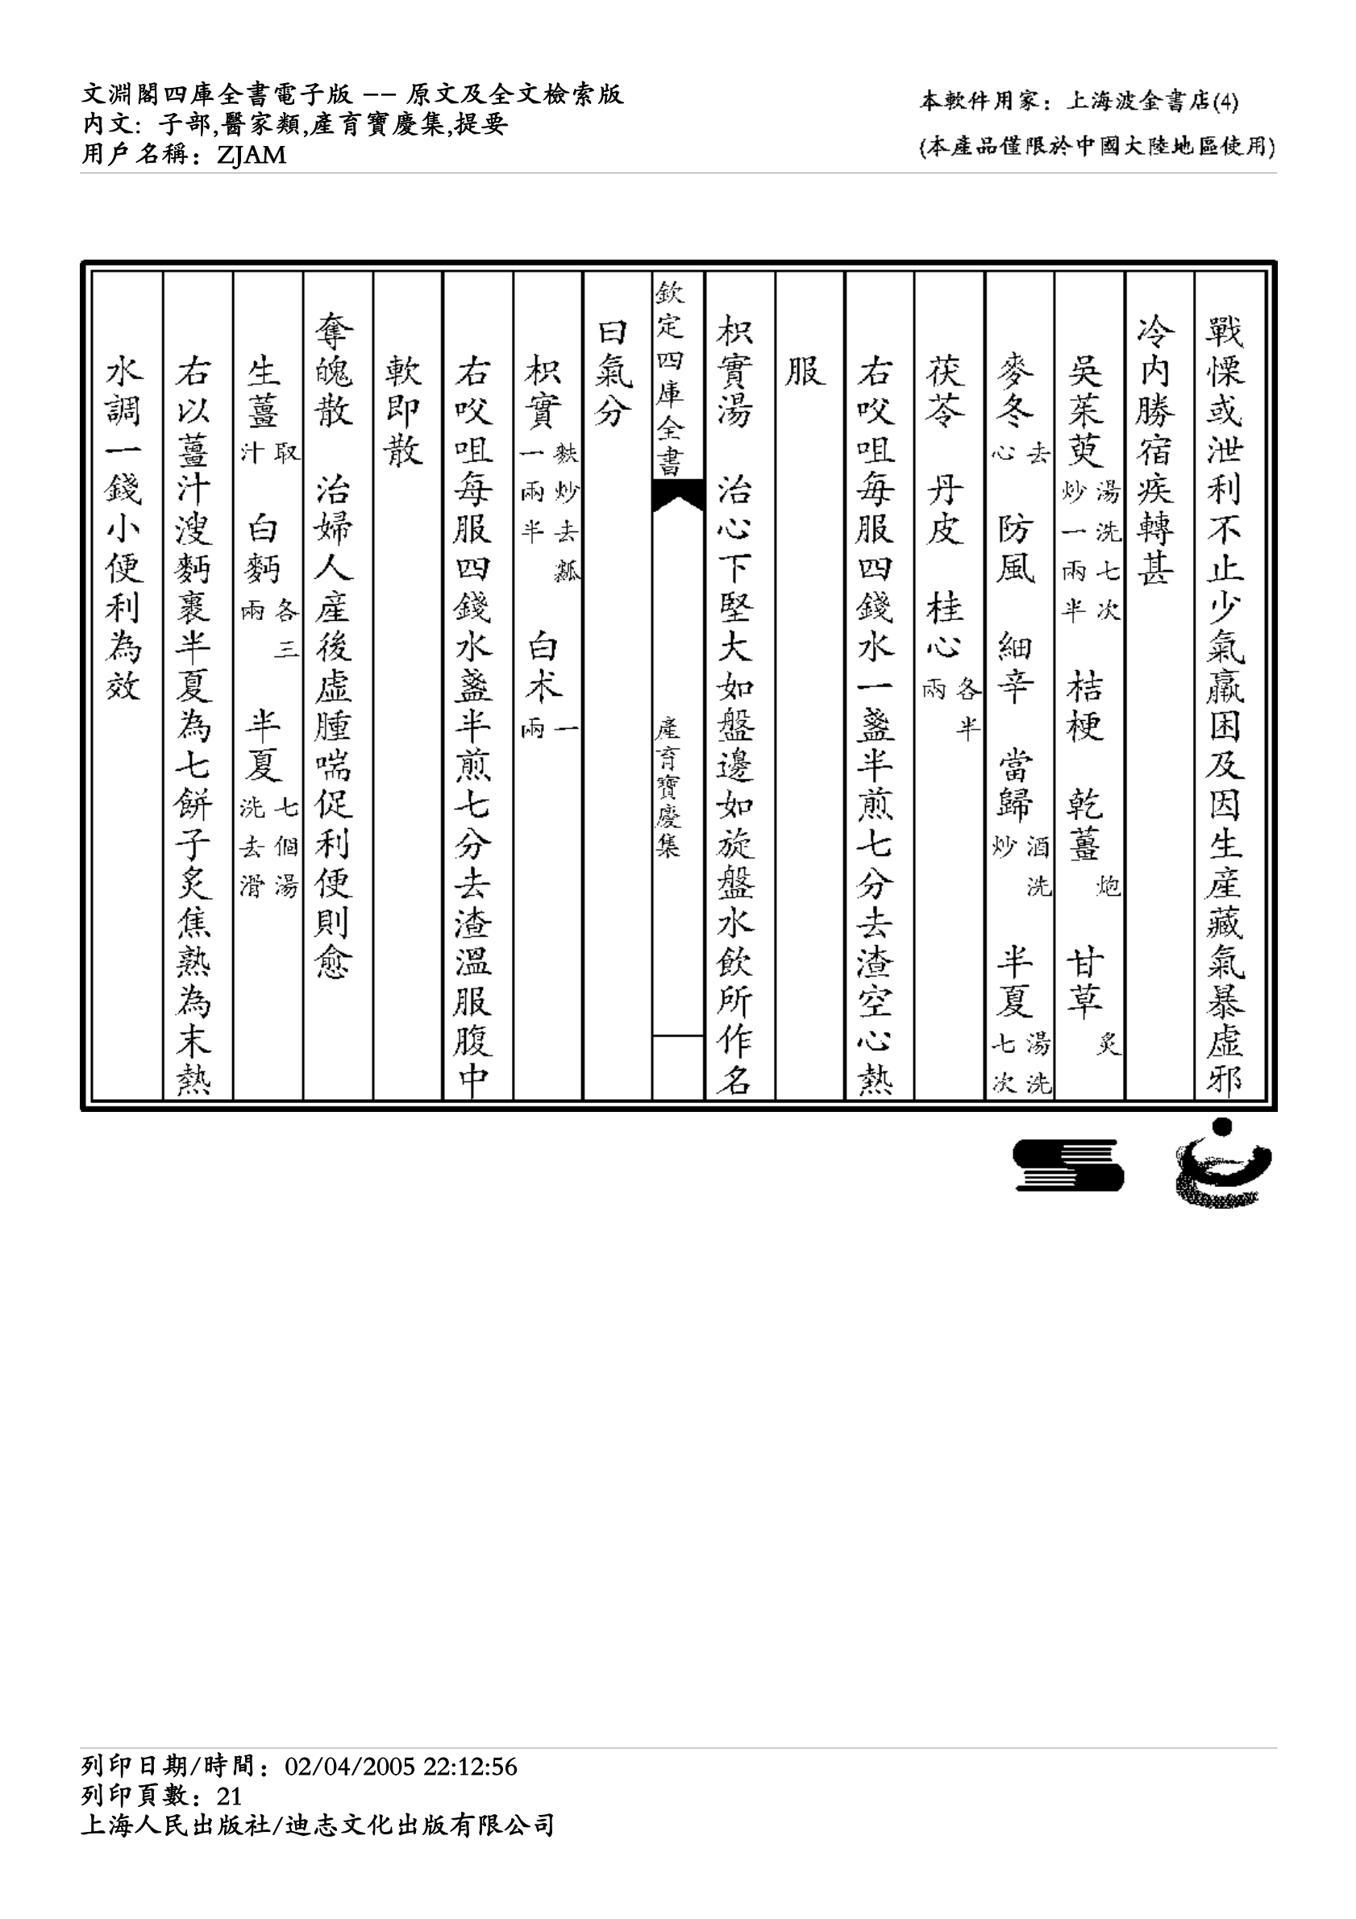 文淵閣四庫全書電子版 －－ 原文及全文檢索版
内文：子部,醫家類,產育寶慶集,提要
用戶名稱：ZJAM
本軟件用家：上海波金書店(4)
(本產品僅限於中國大陸地區使用)
戰慄或泄利不止少氣羸困及因生產藏氣暴虛邪
冷内勝宿疾轉甚
吳茱萸湯洗七次炒一兩半 桔梗 乾薑炮 甘草炙
麥冬去心 防風 細辛 當歸酒洗炒 半夏湯洗七次
茯苓 丹皮 桂心各半兩
右㕮咀每服四錢水一盞半煎七分去渣空心熱
服
枳實湯 治心下堅大如盤邊如旋盤水飲所作名
欽定四庫全書
產育寶慶集
曰氣分
枳實麩炒去瓤一兩半 白朮一兩
右㕮咀每服四錢水盞半煎七分去渣溫服腹中
軟即散
奪魄散 治婦人產後虛腫喘促利便則愈
生薑取汁 白麪各三兩 半夏七個湯洗去滑
右以薑汁溲麪裹半夏為七餅子炙焦熟為末熱
水調一錢小便利為效
列印日期/時間：02/04/2005 22:12:56
列印頁數：21
上海人民出版社/迪志文化出版有限公司